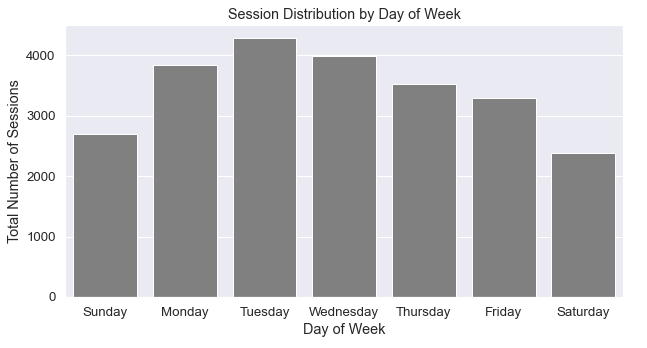 Session Distribution by Day of Week
Total Number of Sessions
4000
3000
2000
1000
0
Sunday Monday Tuesday Wednesday Thursday Friday Saturday
Day of Week